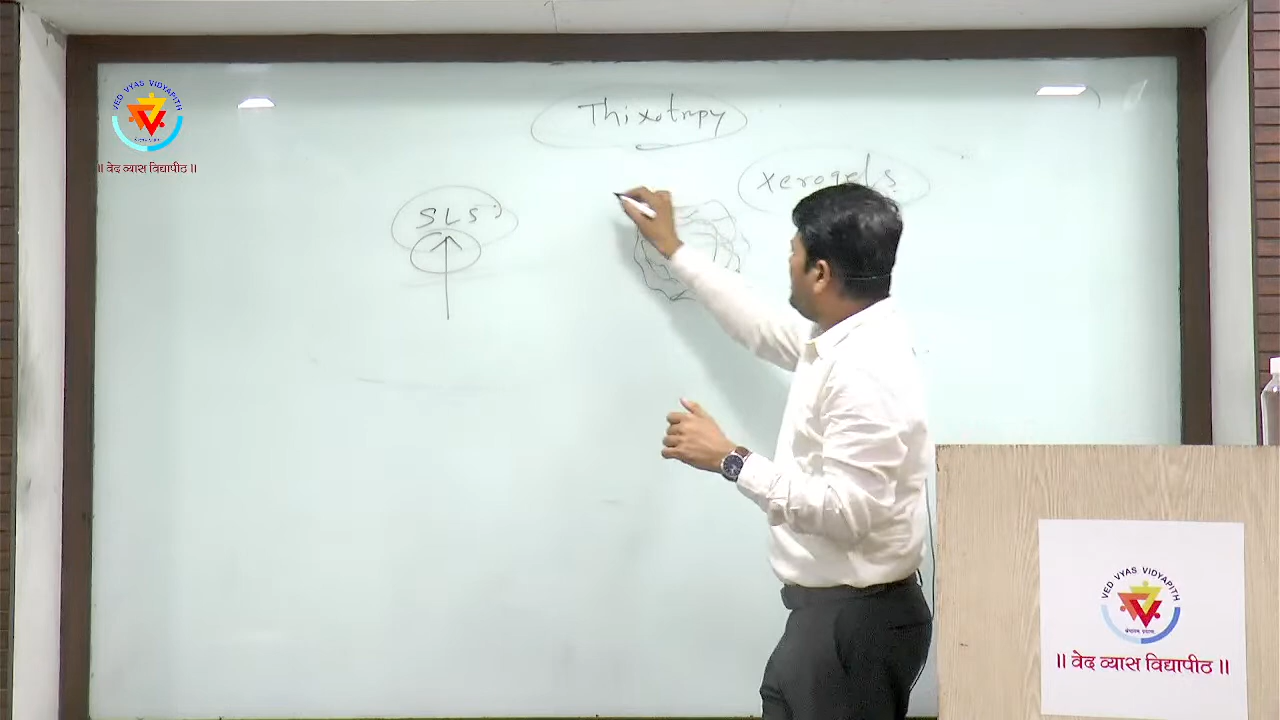 VED VYAS VIDYAPITH
|| वेद व्यास विद्यापीठ ||
Thixotropy
xerogels
SLS
VED VYAS VIDYAPITH
|| वेद व्यास विद्यापीठ ||